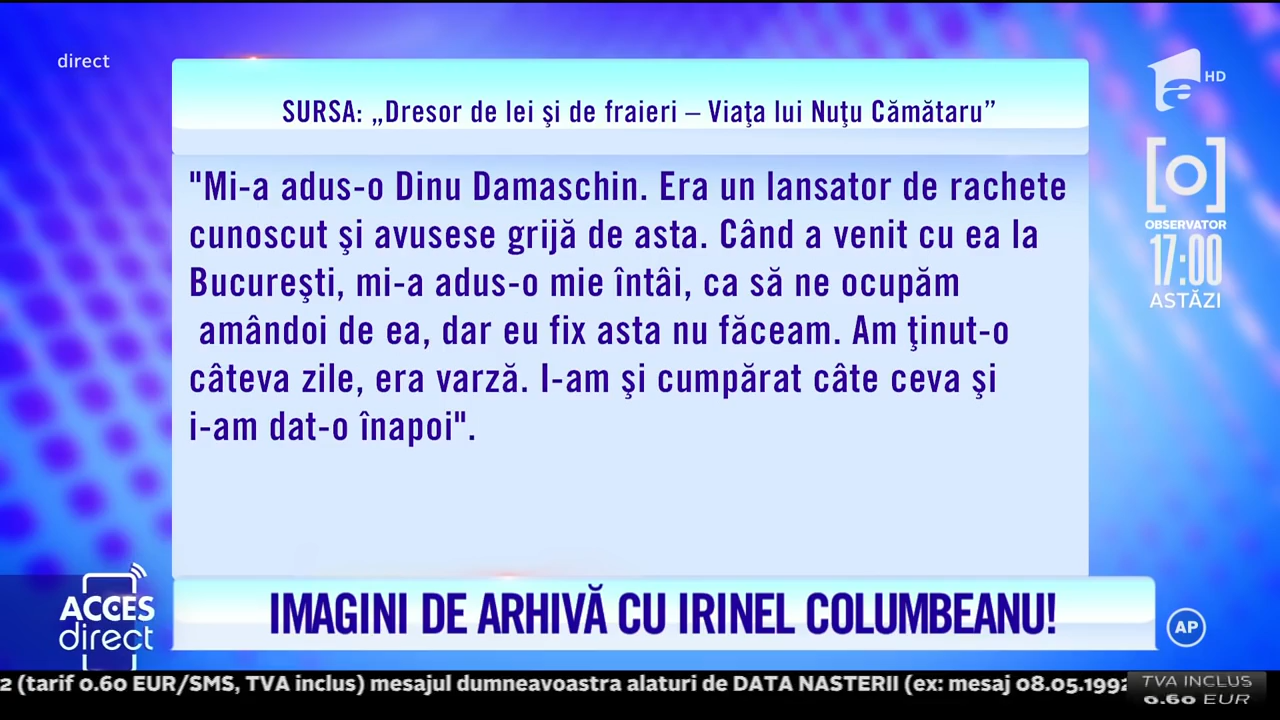 direct
HD
SURSA: „Dresor de lei şi de fraieri – Viaţa lui Nuţu Cămătaru”
"Mi-a adus-o Dinu Damaschin. Era un lansator de rachete
cunoscut şi avusese grijă de asta. Când a venit cu ea la
Bucureşti, mi-a adus-o mie întâi, ca să ne ocupăm
amândoi de ea, dar eu fix asta nu făceam. Am ţinut-o
câteva zile, era varză. I-am şi cumpărat câte ceva şi
i-am dat-o înapoi".
[o]
OBSERVATOR
17:00
ASTĂZI
ACCES
direct
IMAGINI DE ARHIVĂ CU IRINEL COLUMBEANU!
AP
2 (tarif 0.60 EUR/SMS, TVA inclus) mesajul dumneavoastra alaturi de DATA NASTERII (ex: mesaj 08.05.1992
TVA INCLUS
0.60 EUR